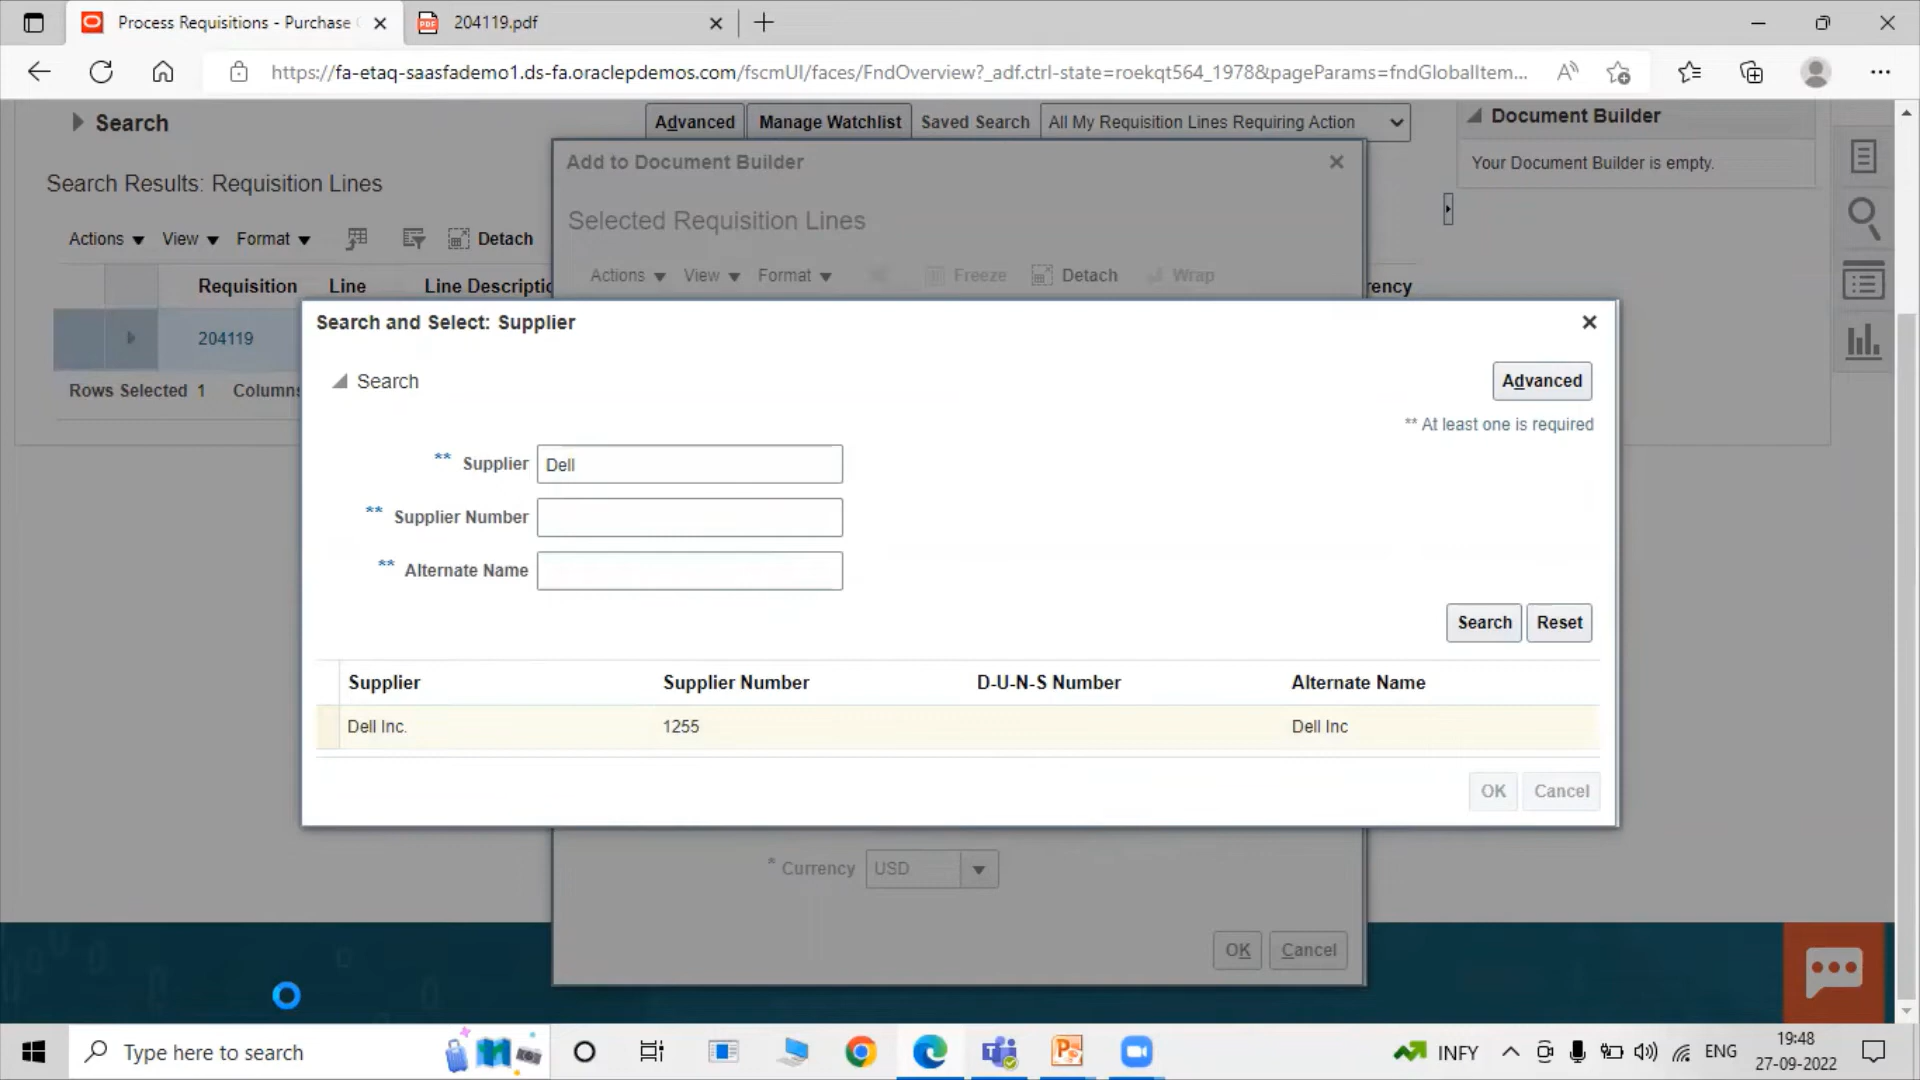 Process Requisitions - Purchase
204119.pdf
https://fa-etaq-saasfademo1.ds-fa.oraclepdemos.com/fscmUI/faces/FndOverview?_adf.ctrl-state=roekqt564_1978&pageParams=fndGlobalItem...
Search
Advanced
Manage Watchlist
Saved Search
All My Requisition Lines Requiring Action
Document Builder
Your Document Builder is empty.
Add to Document Builder
Search Results: Requisition Lines
Selected Requisition Lines
Actions View Format Detach
Actions View Format Freeze Detach Wrap
Requisition Line Line Descriptio
ency
204119
Rows Selected 1 Columns
Search and Select: Supplier
Search
Advanced
** At least one is required
** Supplier Dell
** Supplier Number
** Alternate Name
Search Reset
Supplier Supplier Number D-U-N-S Number Alternate Name
Dell Inc. 1255 Dell Inc
OK Cancel
* Currency USD
OK Cancel
Type here to search
INFY
ENG
19:48
27-09-2022